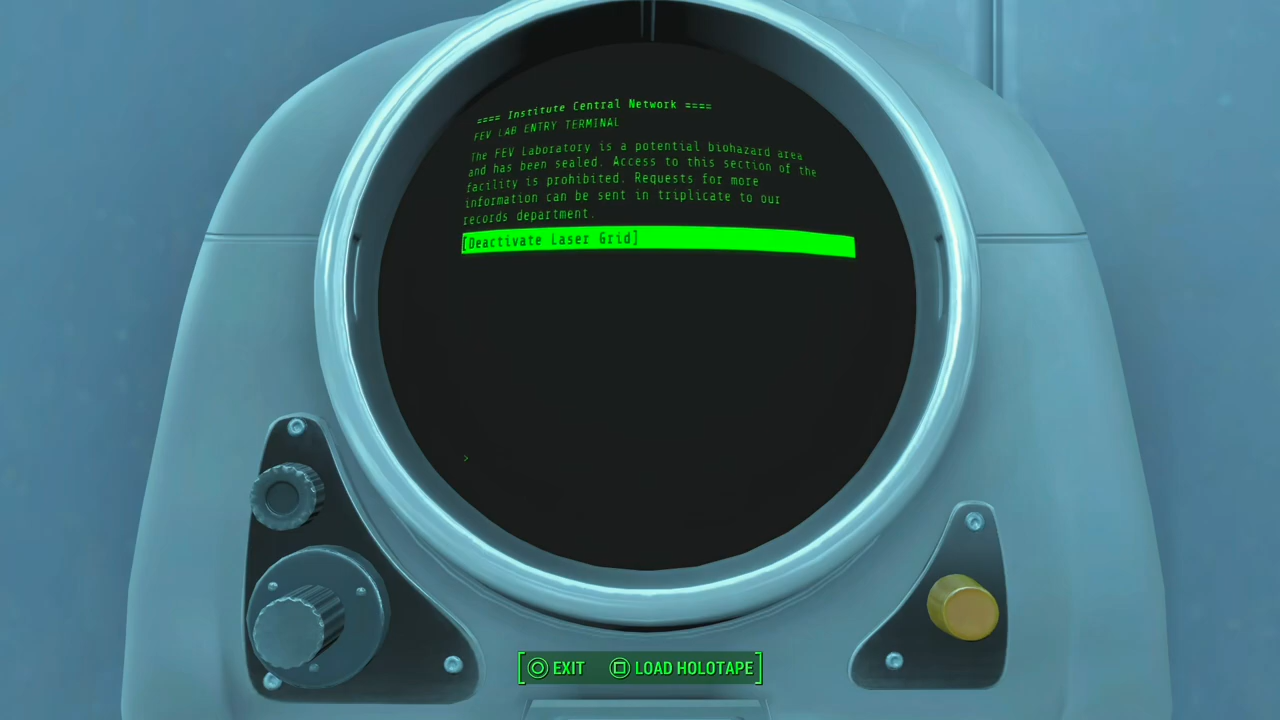 ==== Institute Central Network ====
FEV LAB ENTRY TERMINAL
The FEV Laboratory is a potential biohazard area
and has been sealed. Access to this section of the
facility is prohibited. Requests for more
information can be sent in triplicate to our
records department.
[Deactivate Laser Grid]
>
EXIT LOAD HOLOTAPE